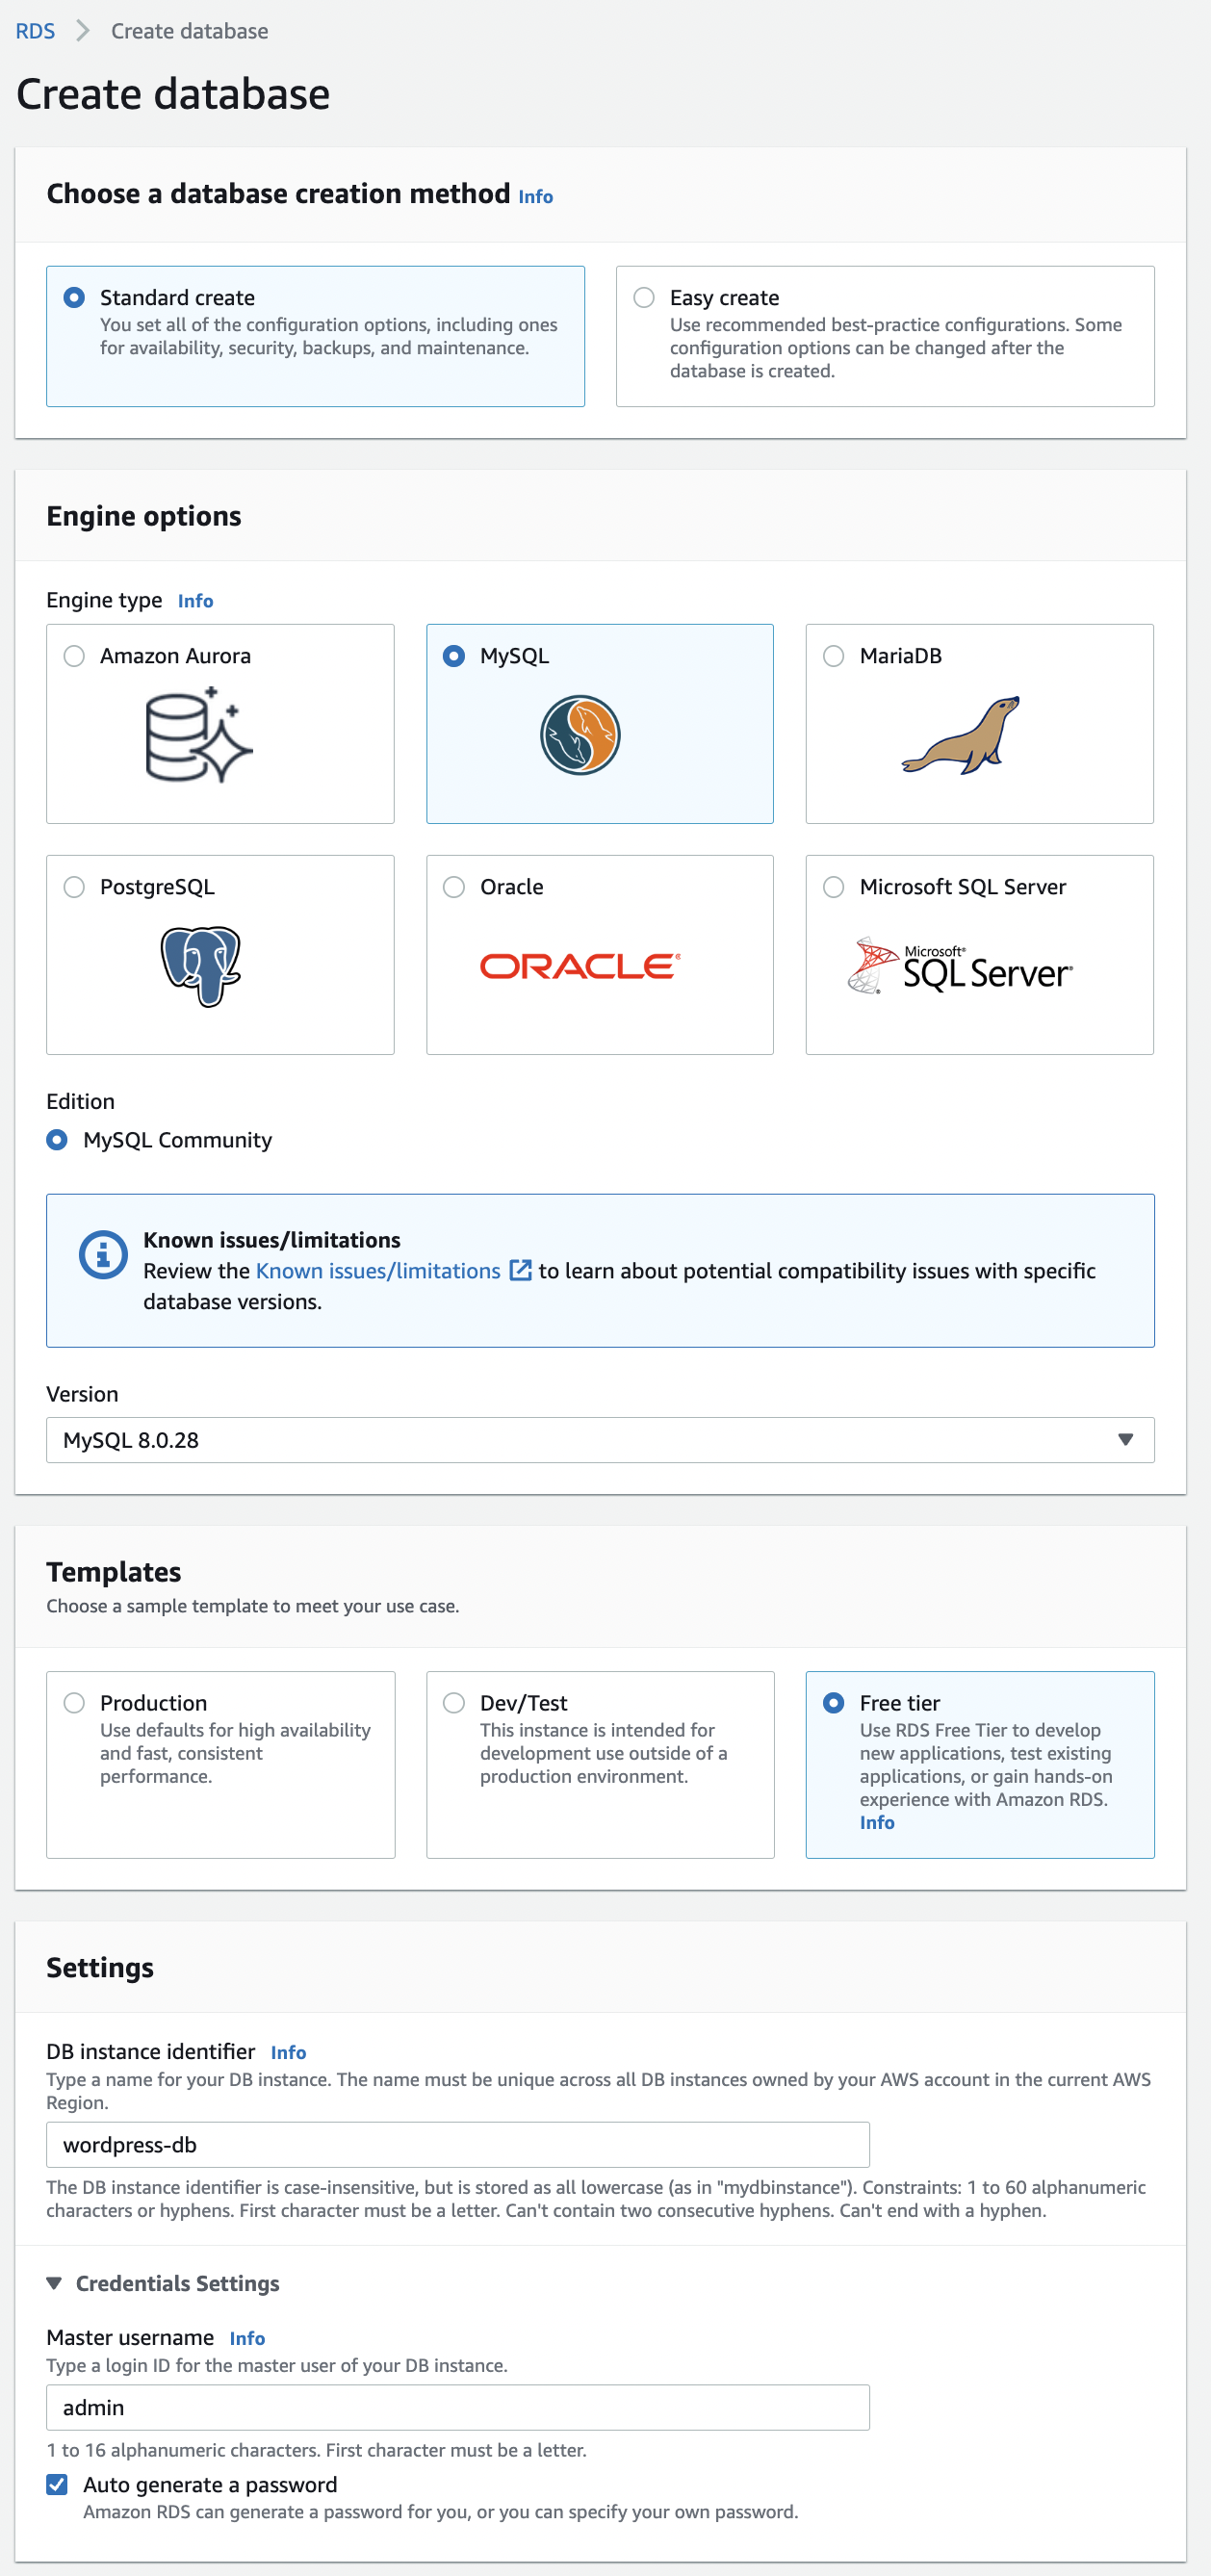 RDS > Create database
Create database
Choose a database creation method Info
Standard create
You set all of the configuration options, including ones
for availability, security, backups, and maintenance.
Easy create
Use recommended best-practice configurations. Some
configuration options can be changed after the
database is created.
Engine options
Engine type Info
Amazon Aurora
MySQL
MariaDB
PostgreSQL
Oracle
ORACLE®
Microsoft SQL Server
Microsoft®
SQL Server®
Edition
MySQL Community
Known issues/limitations
Review the Known issues/limitations to learn about potential compatibility issues with specific
database versions.
Version
MySQL 8.0.28
Templates
Choose a sample template to meet your use case.
Production
Use defaults for high availability
and fast, consistent
performance.
Dev/Test
This instance is intended for
development use outside of a
production environment.
Free tier
Use RDS Free Tier to develop
new applications, test existing
applications, or gain hands-on
experience with Amazon RDS.
Info
Settings
DB instance identifier Info
Type a name for your DB instance. The name must be unique across all DB instances owned by your AWS account in the current AWS
Region.
wordpress-db
The DB instance identifier is case-insensitive, but is stored as all lowercase (as in "mydbinstance"). Constraints: 1 to 60 alphanumeric
characters or hyphens. First character must be a letter. Can't contain two consecutive hyphens. Can't end with a hyphen.
Credentials Settings
Master username Info
Type a login ID for the master user of your DB instance.
admin
1 to 16 alphanumeric characters. First character must be a letter.
Auto generate a password
Amazon RDS can generate a password for you, or you can specify your own password.